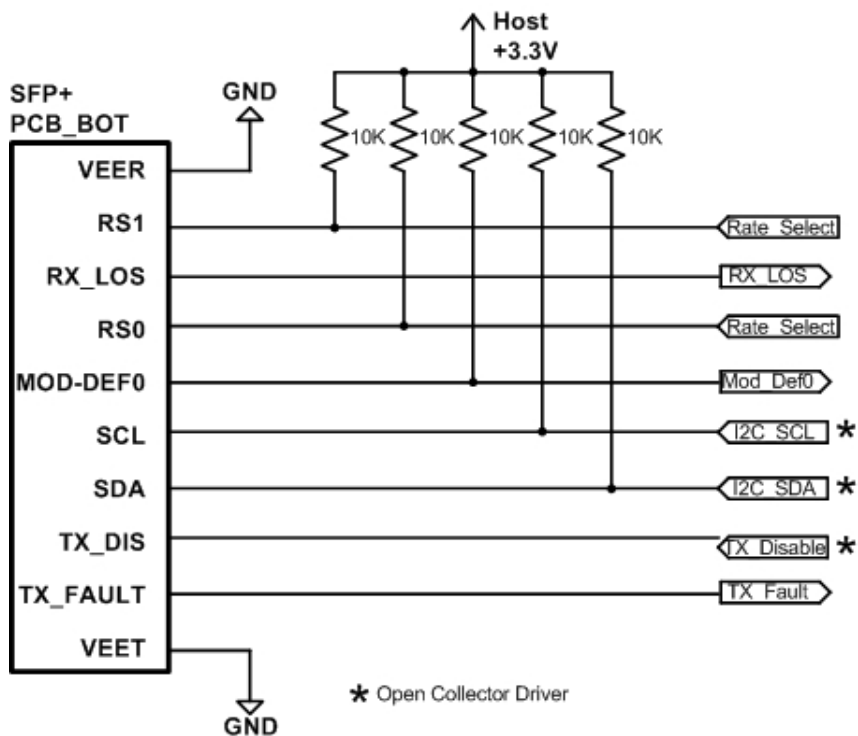 Host
+3.3V
SFP+
PCB_BOT
GND
10K
10K
10K
10K
10K
VEER
RS1
Rate_Select
RX_LOS
RX_LOS
RS0
Rate_Select
MOD-DEF0
Mod_Def0
SCL
I2C_SCL *
SDA
I2C_SDA *
TX_DIS
TX_Disable *
TX_FAULT
TX_Fault
VEET
* Open Collector Driver
GND